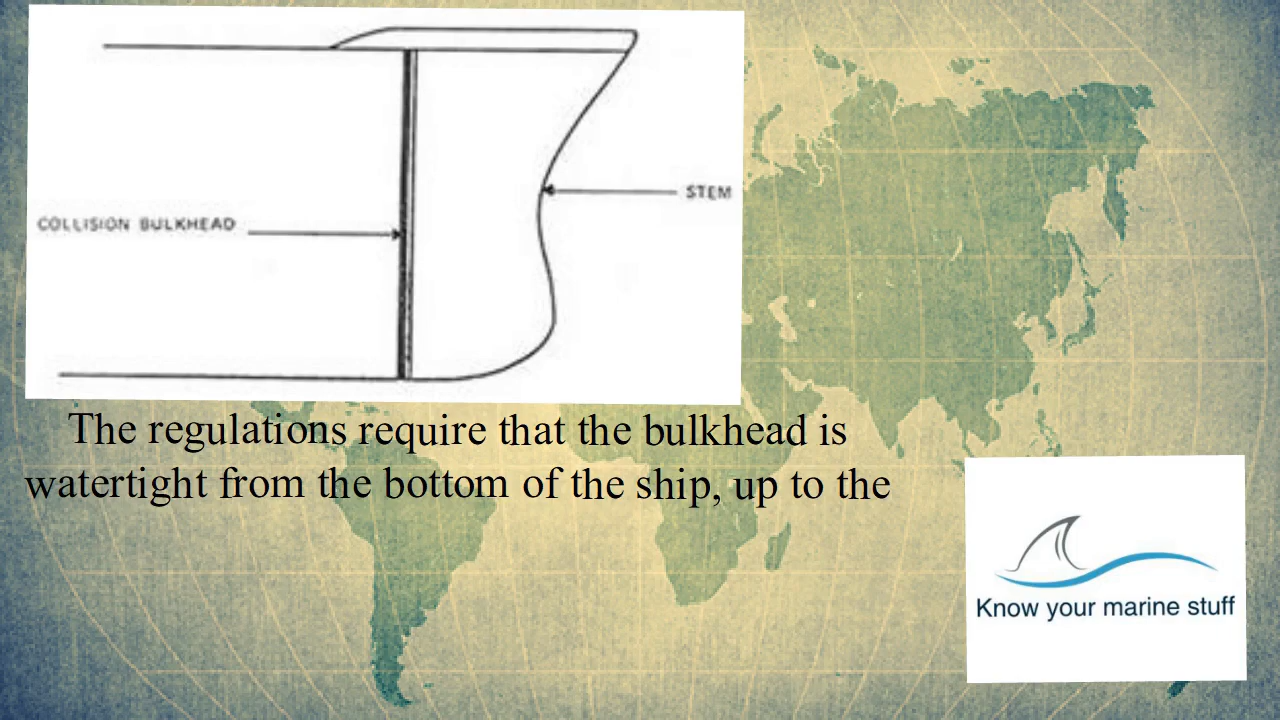 COLLISION BULKHEAD
STEM
The regulations require that the bulkhead is
watertight from the bottom of the ship, up to the
Know your marine stuff